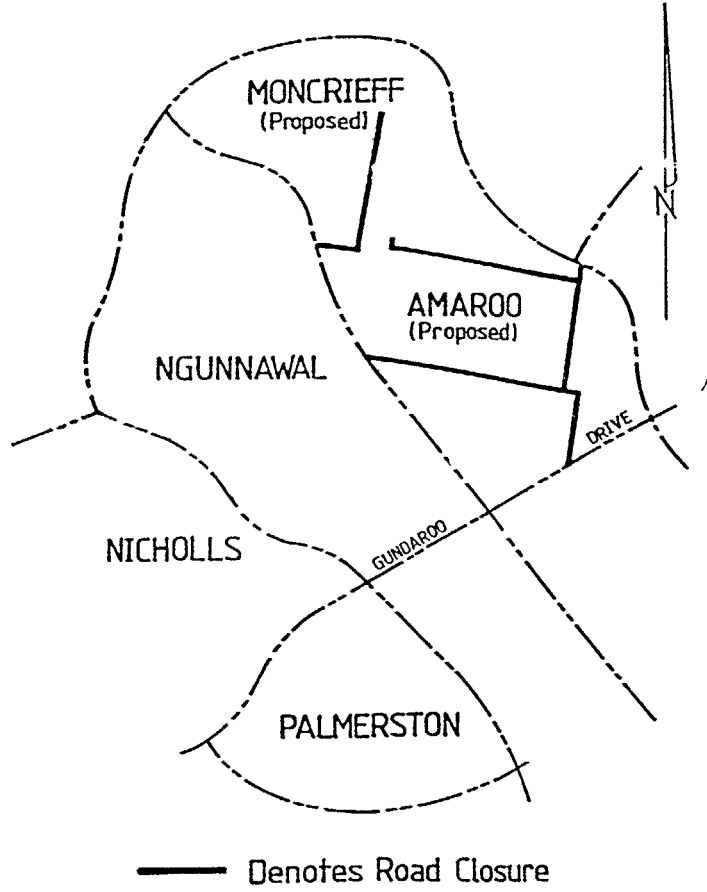 MONCRIEFF
(Proposed)
N
AMAROO
(Proposed)
NGUNNAWAL
DRIVE
GUNDAROO
NICHOLLS
PALMERSTON
Denotes Road Closure